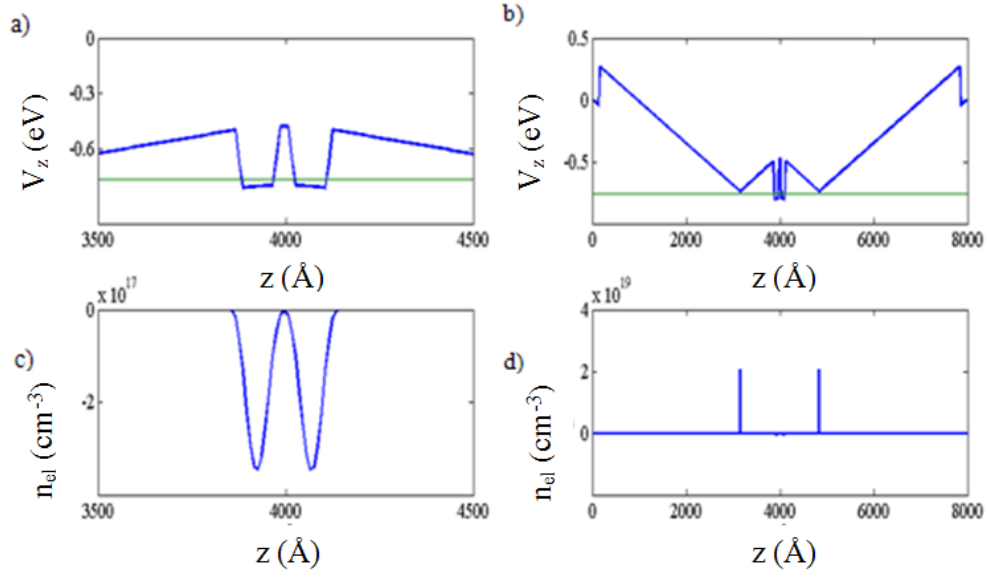 a)
0
-0.3
-0.6
V_z (eV)
3500 4000 4500
z (Å)
b)
0.5
0
-0.5
V_z (eV)
0 2000 4000 6000 8000
z (Å)
c)
x 10^17
0
-2
n_el (cm^-3)
3500 4000 4500
z (Å)
d)
x 10^19
4
2
0
n_el (cm^-3)
0 2000 4000 6000 8000
z (Å)